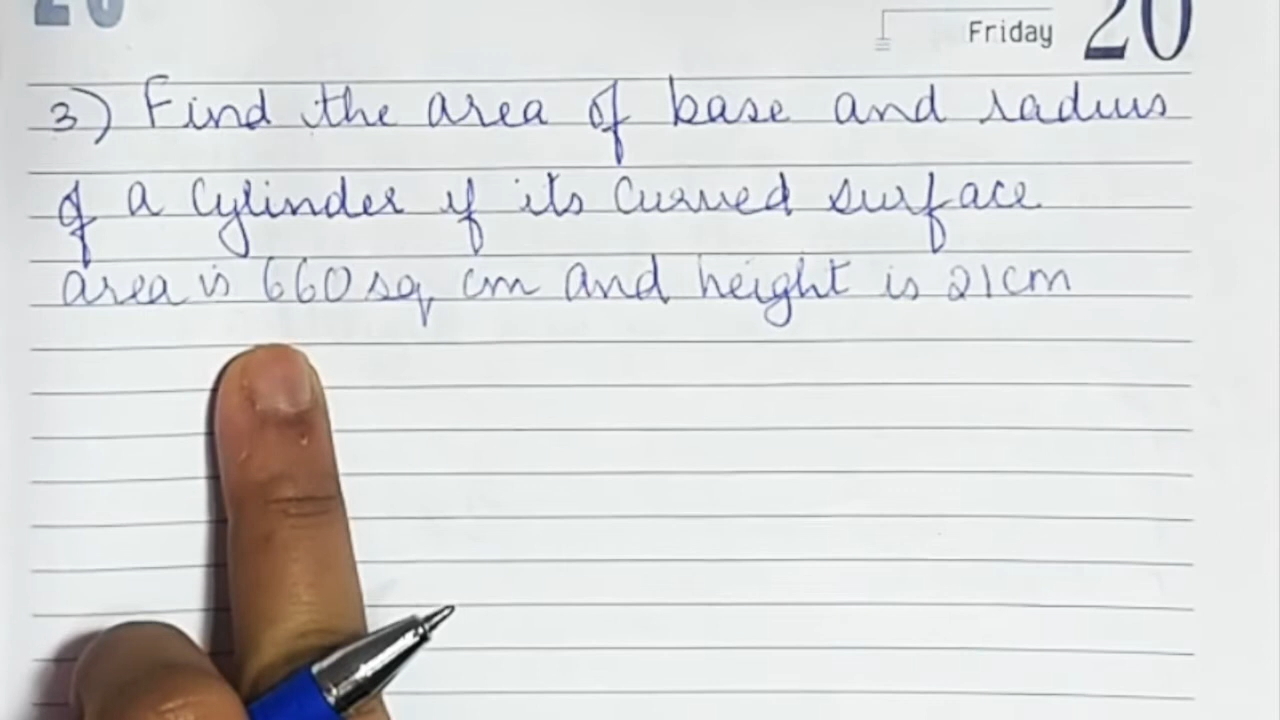 20
Friday 20
3) Find the area of base and radius
of a Cylinder if its Curved surface
area is 660 sq cm and height is 21cm